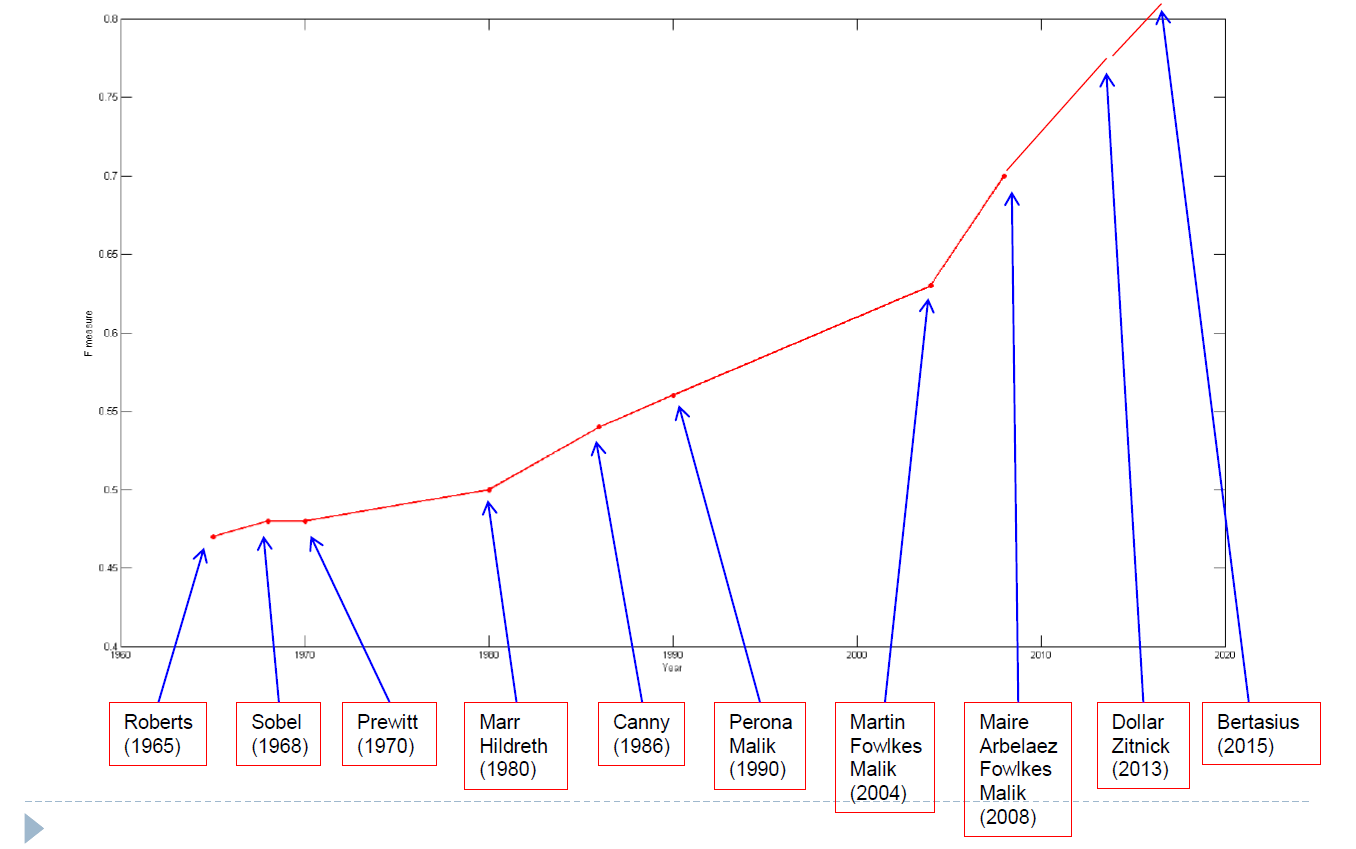 0.8
0.75
0.7
0.65
0.6
0.55
0.5
0.45
0.4
F measure
1960
1970
1980
1990
2000
2010
2020
Year
Roberts
(1965)
Sobel
(1968)
Prewitt
(1970)
Marr
Hildreth
(1980)
Canny
(1986)
Perona
Malik
(1990)
Martin
Fowlkes
Malik
(2004)
Maire
Arbelaez
Fowlkes
Malik
(2008)
Dollar
Zitnick
(2013)
Bertasius
(2015)